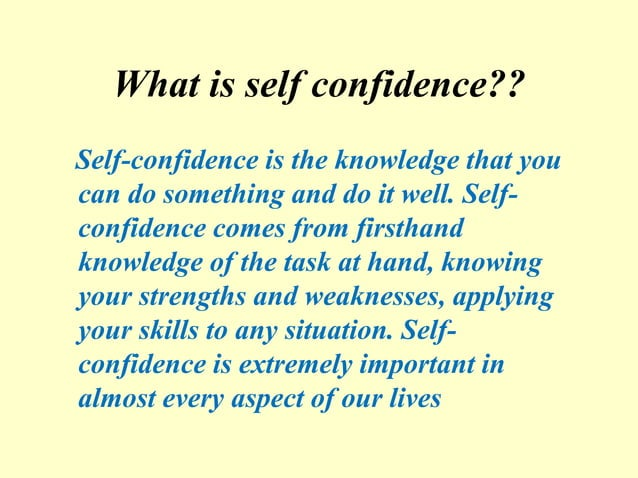 What is self confidence??
Self-confidence is the knowledge that you
can do something and do it well. Self-
confidence comes from firsthand
knowledge of the task at hand, knowing
your strengths and weaknesses, applying
your skills to any situation. Self-
confidence is extremely important in
almost every aspect of our lives